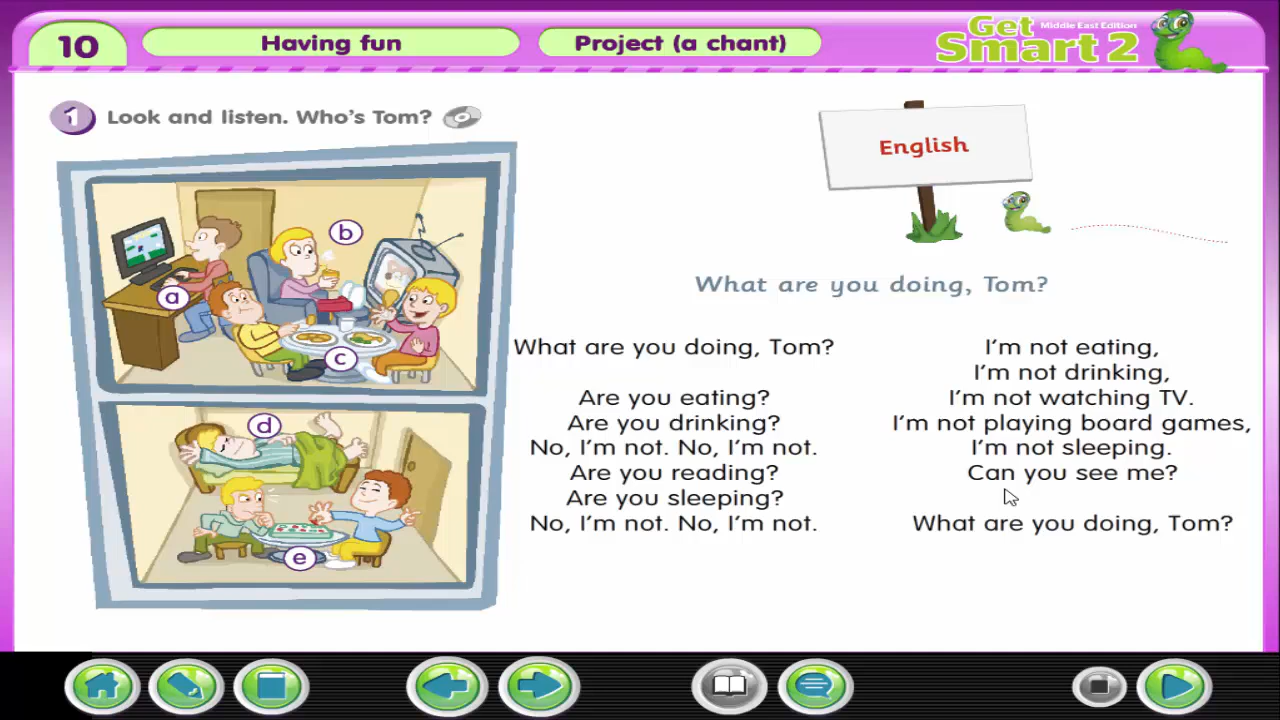 10
Having fun
Project (a chant)
Get
Middle East Edition
Smart 2
1 Look and listen. Who's Tom?
English
a
b
c
d
e
What are you doing, Tom?
What are you doing, Tom?
Are you eating?
Are you drinking?
No, I'm not. No, I'm not.
Are you reading?
Are you sleeping?
No, I'm not. No, I'm not.
I'm not eating,
I'm not drinking,
I'm not watching TV.
I'm not playing board games,
I'm not sleeping.
Can you see me?
What are you doing, Tom?